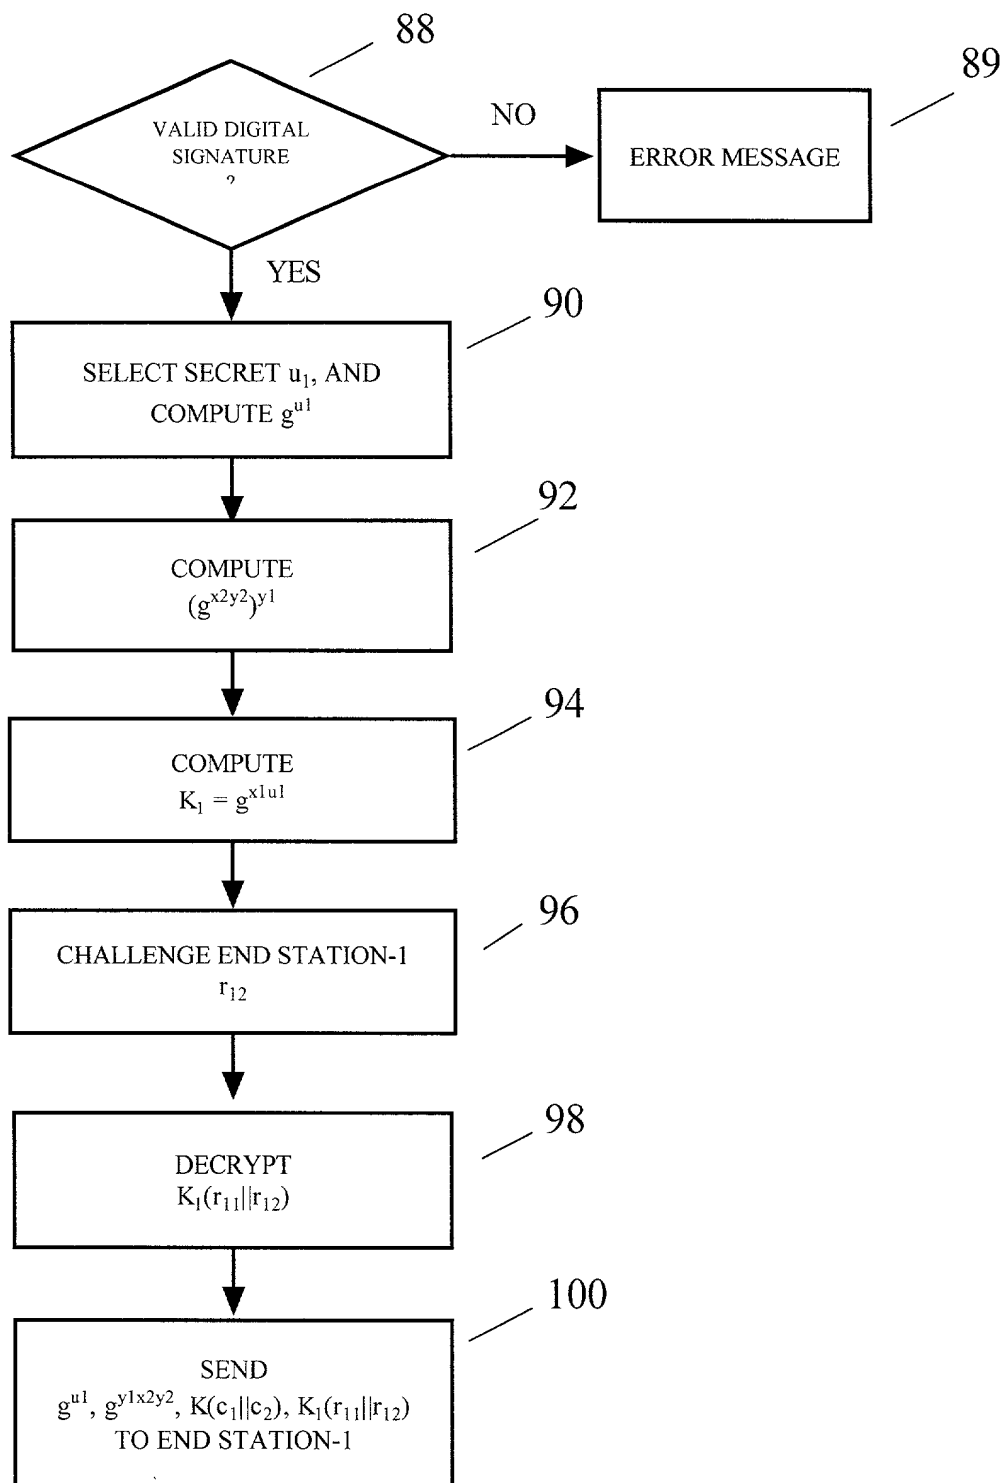 88
VALID DIGITAL
SIGNATURE
?
NO
89
ERROR MESSAGE
YES
90
SELECT SECRET u₁, AND
COMPUTE gᵘ¹
92
COMPUTE
(gˣ²ʸ²)ʸ¹
94
COMPUTE
K₁ = gˣ¹ᵘ¹
96
CHALLENGE END STATION-1
r₁₂
98
DECRYPT
K₁(r₁₁||r₁₂)
100
SEND
gᵘ¹, gʸ¹ˣ²ʸ², K(c₁||c₂), K₁(r₁₁||r₁₂)
TO END STATION-1